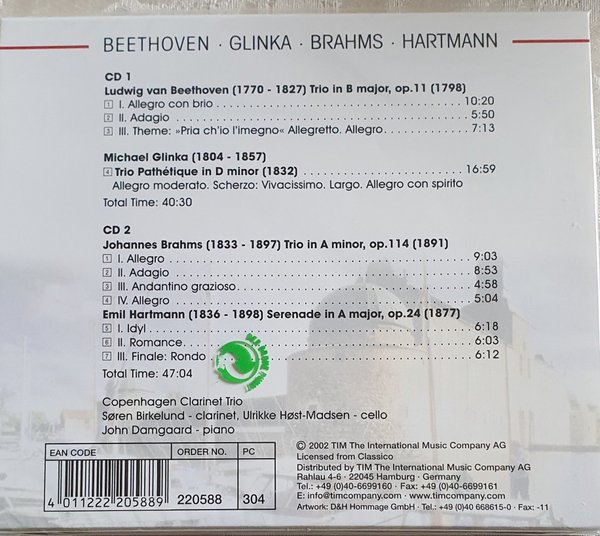 BEETHOVEN · GLINKA · BRAHMS · HARTMANN
CD 1
Ludwig van Beethoven (1770 - 1827) Trio in B major, op.11 (1798)
1 I. Allegro con brio 10:20
2 II. Adagio 5:50
3 III. Theme: »Pria ch'io l'imegno« Allegretto. Allegro 7:13
Michael Glinka (1804 - 1857)
4 Trio Pathétique in D minor (1832) 16:59
Allegro moderato. Scherzo: Vivacissimo. Largo. Allegro con spirito
Total Time: 40:30
CD 2
Johannes Brahms (1833 - 1897) Trio in A minor, op.114 (1891)
1 I. Allegro 9:03
2 II. Adagio 8:53
3 III. Andantino grazioso 4:58
4 IV. Allegro 5:04
Emil Hartmann (1836 - 1898) Serenade in A major, op.24 (1877)
5 I. Idyl 6:18
6 II. Romance 6:03
7 III. Finale: Rondo 6:12
Total Time: 47:04
Copenhagen Clarinet Trio
Søren Birkelund - clarinet, Ulrikke Høst-Madsen - cello
John Damgaard - piano
EAN CODE ORDER NO. PC
4 011222 205889 220588 304
© 2002 TIM The International Music Company AG
Licensed from Classico
Distributed by TIM The International Music Company AG
Rahlau 4-6 - 22045 Hamburg - Germany
Tel.: +49 (0)40-6699160 - Fax: +49 (0)40-6699161
E: info@timcompany.com - www.timcompany.com
Artwork: D&H Hommage GmbH - Tel.: +49 (0)40 668615-0 - Fax: -11